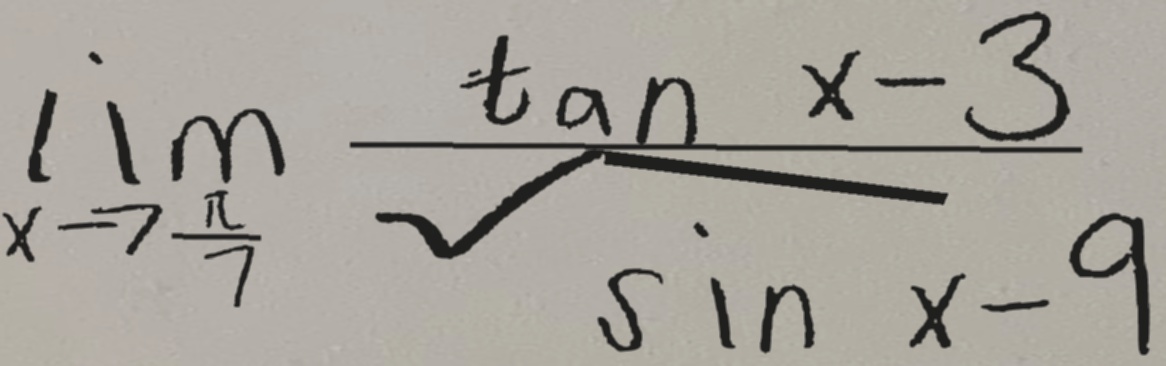 lim x→π/7 (tan x - 3)/(√sin x - 9)